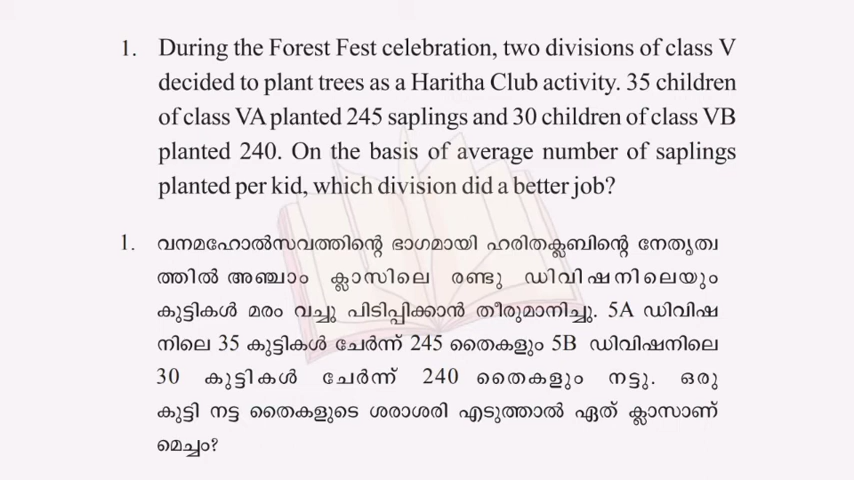 1. During the Forest Fest celebration, two divisions of class V
decided to plant trees as a Haritha Club activity. 35 children
of class VA planted 245 saplings and 30 children of class VB
planted 240. On the basis of average number of saplings
planted per kid, which division did a better job?
1. വനമഹോൽസവത്തിന്റെ ഭാഗമായി ഹരിതക്ലബിന്റെ നേതൃത്വ
ത്തിൽ അഞ്ചാം ക്ലാസിലെ രണ്ടു ഡിവിഷനിലെയും
കുട്ടികൾ മരം വച്ചു പിടിപ്പിക്കാൻ തീരുമാനിച്ചു. 5A ഡിവിഷ
നിലെ 35 കുട്ടികൾ ചേർന്ന് 245 തൈകളും 5B ഡിവിഷനിലെ
30 കുട്ടികൾ ചേർന്ന് 240 തൈകളും നട്ടു. ഒരു
കുട്ടി നട്ട തൈകളുടെ ശരാശരി എടുത്താൽ ഏത് ക്ലാസാണ്
മെച്ചം?